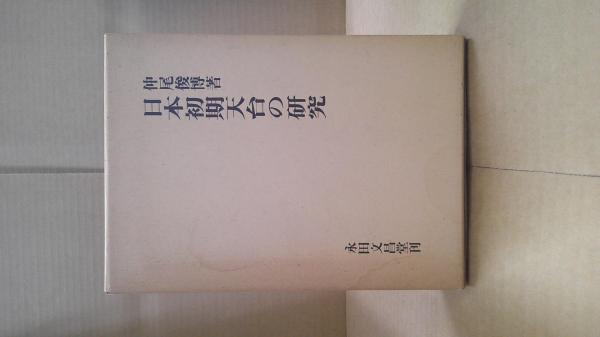 仲尾俊博著
日本初期天台の研究
永田文昌堂刊